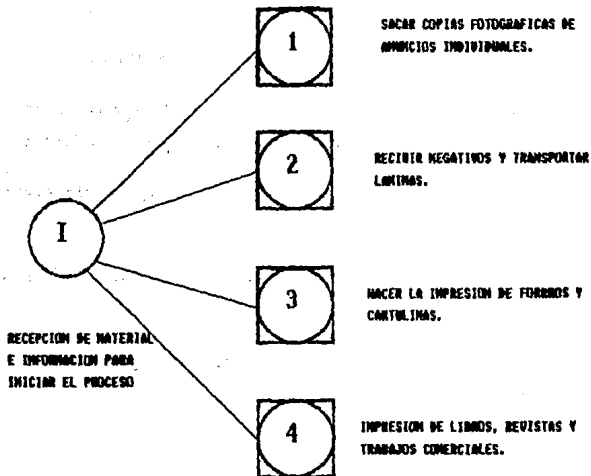 1
SACAR COPIAS FOTOGRAFICAS DE
ANUNCIOS INDIVIDUALES.
2
RECIBIR NEGATIVOS Y TRANSPORTAR
LAMINAS.
I
RECEPCION DE MATERIAL
E INFORMACION PARA
INICIAR EL PROCESO
3
HACER LA IMPRESION DE FORRROS Y
CARTULINAS.
4
IMPRESION DE LIBROS, REVISTAS Y
TRABAJOS COMERCIALES.